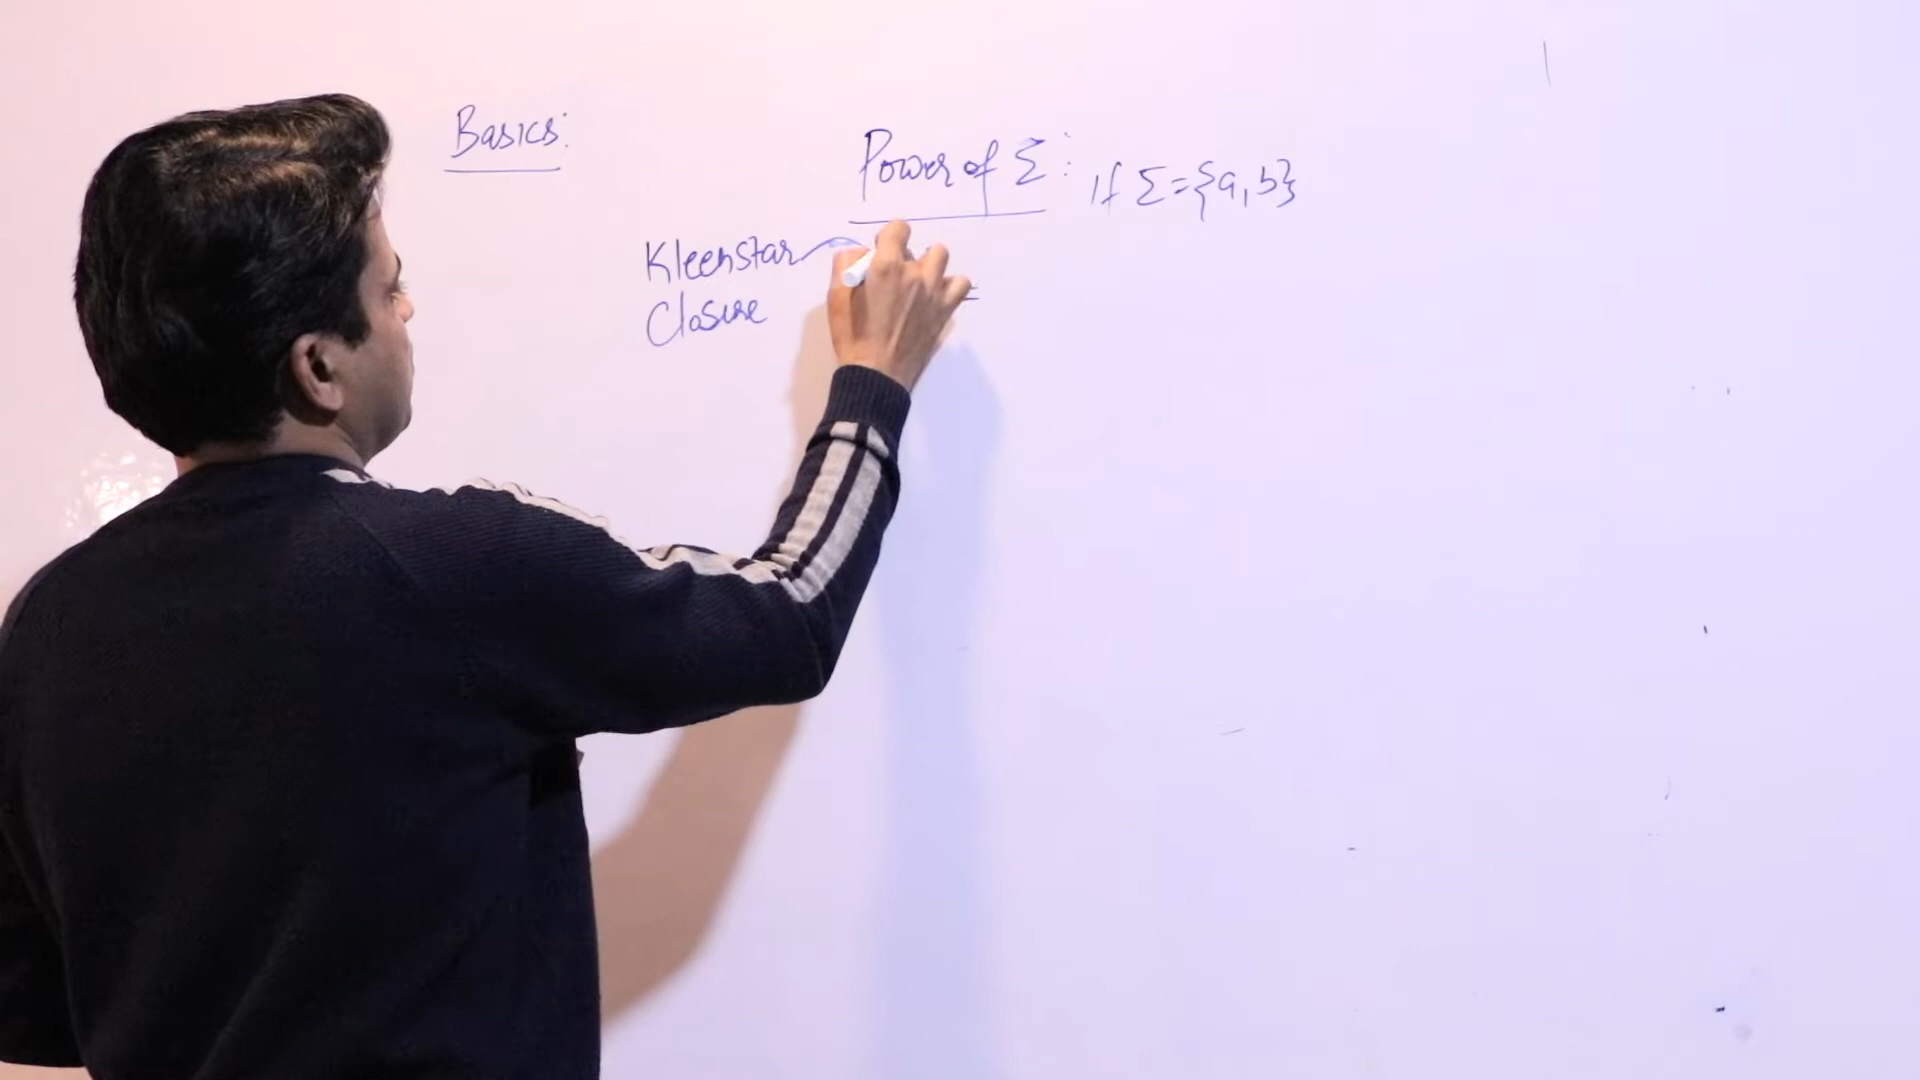 Basics:
Power of Σ: if Σ={a,b}
Kleenstar
Closure
=